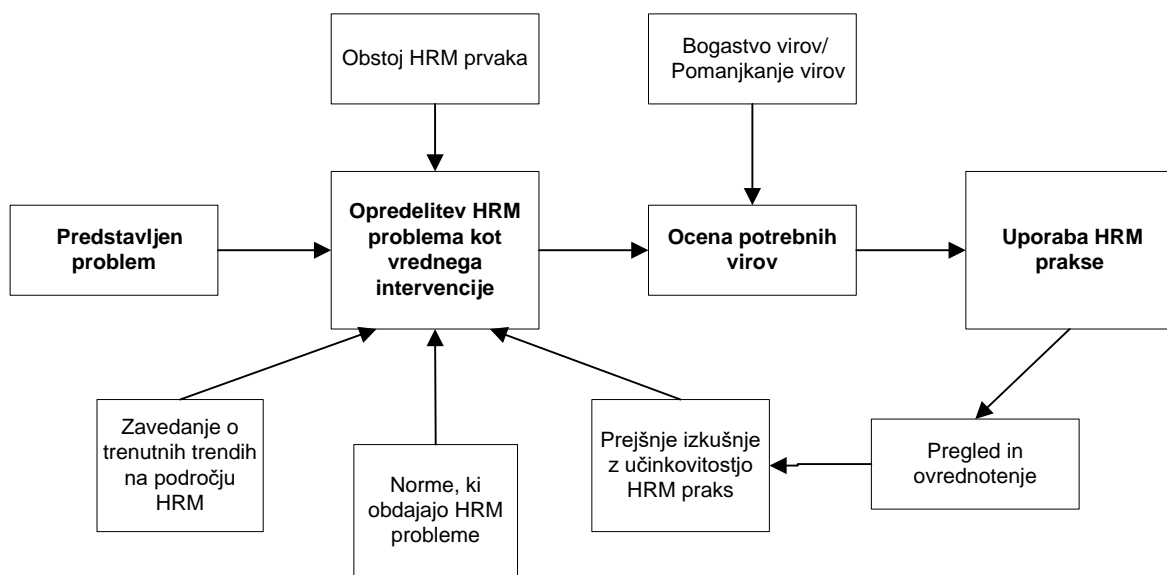 Obstoj HRM prvaka
Bogastvo virov/
Pomanjkanje virov
Predstavljen
problem
Opredelitev HRM
problema kot
vrednega
intervencije
Ocena potrebnih
virov
Uporaba HRM
prakse
Zavedanje o
trenutnih trendih
na področju
HRM
Norme, ki
obdajajo HRM
probleme
Prejšnje izkušnje
z učinkovitostjo
HRM praks
Pregled in
ovrednotenje